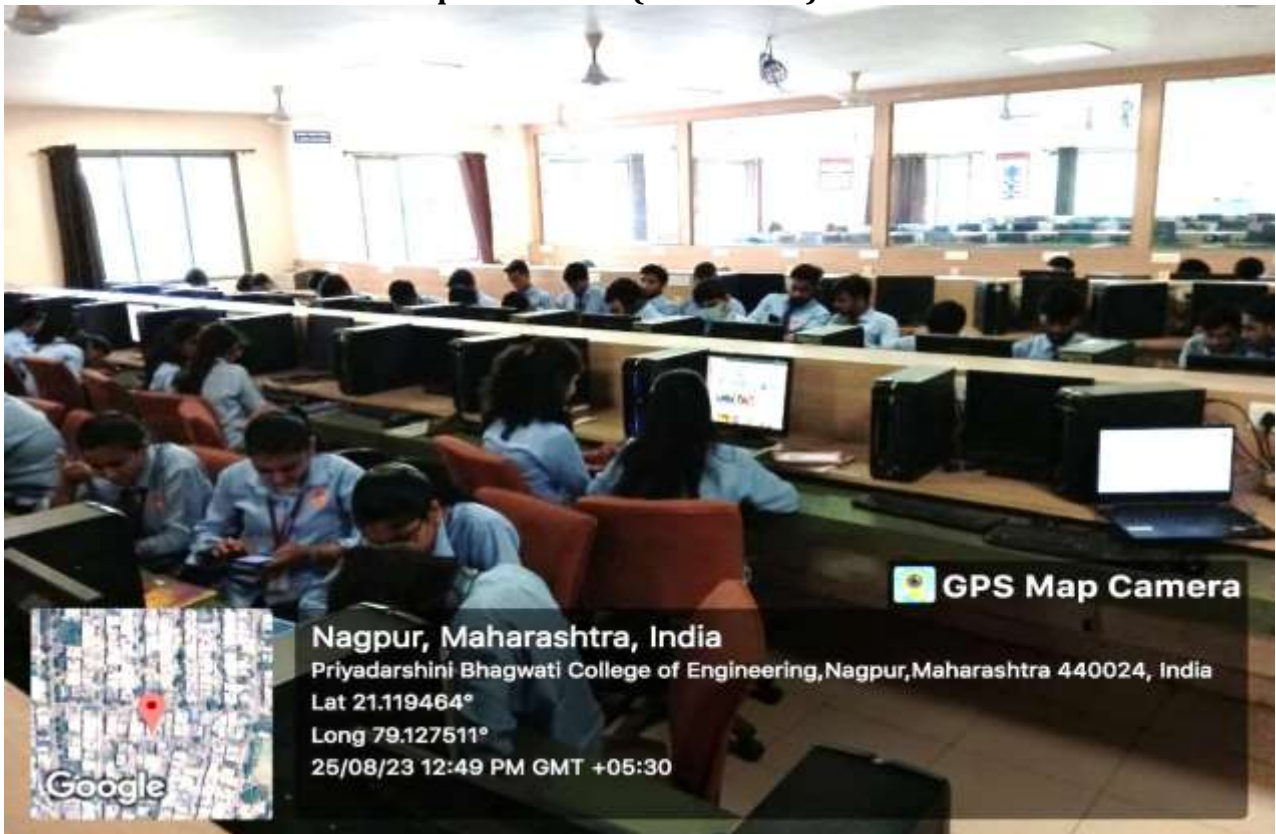 GPS Map Camera
Nagpur, Maharashtra, India
Priyadarshini Bhagwati College of Engineering,Nagpur,Maharashtra 440024, India
Lat 21.119464°
Long 79.127511°
25/08/23 12:49 PM GMT +05:30
Google